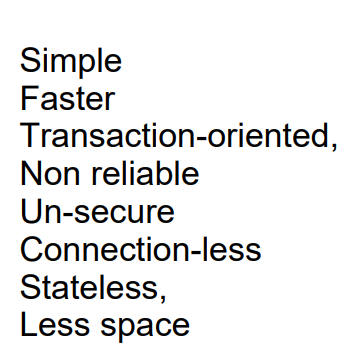 Simple
Faster
Transaction-oriented,
Non reliable
Un-secure
Connection-less
Stateless,
Less space